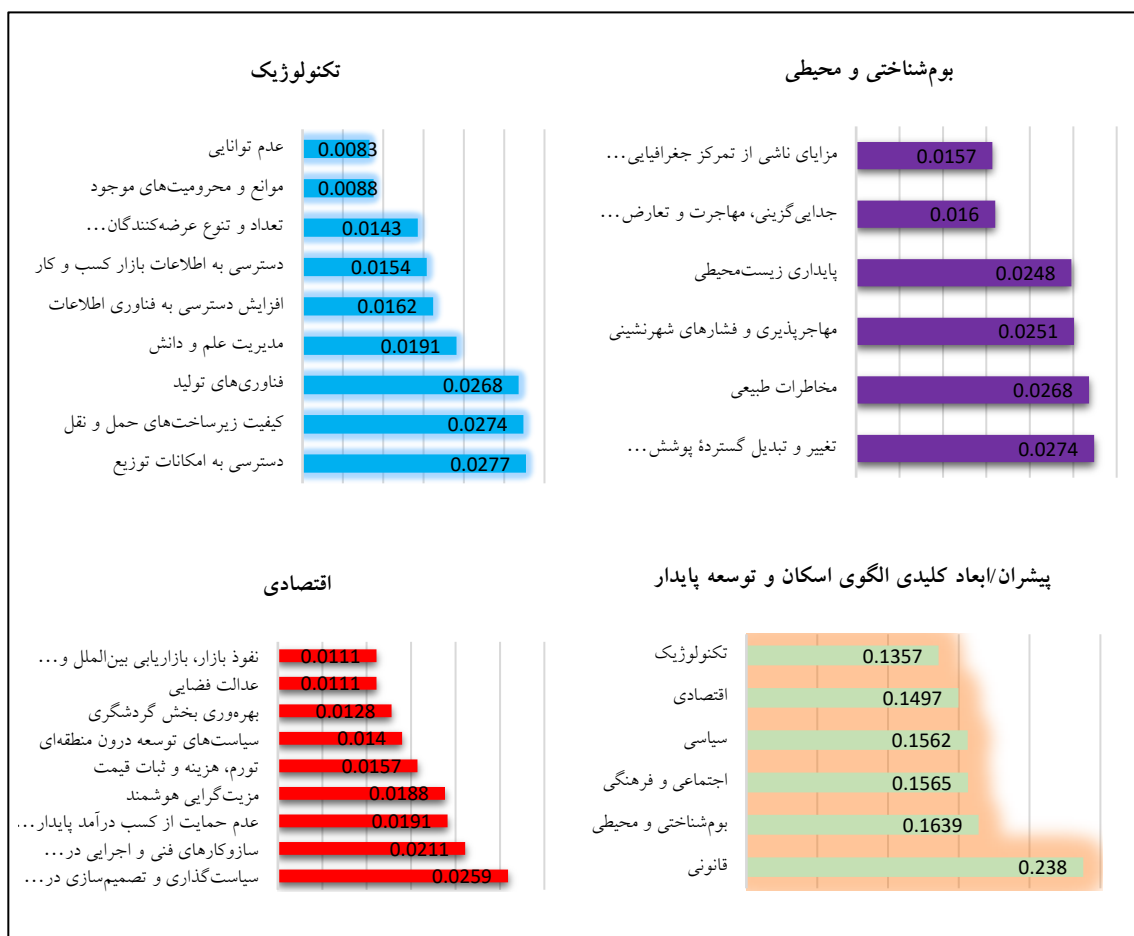 بوم‌شناختی و محیطی
مزایای ناشی از تمرکز جغرافیایی... 0.0157
جدایی‌گزینی، مهاجرت و تعارض... 0.016
پایداری زیست‌محیطی 0.0248
مهاجرپذیری و فشارهای شهرنشینی 0.0251
مخاطرات طبیعی 0.0268
تغییر و تبدیل گستردۀ پوشش... 0.0274
تکنولوژیک
عدم توانایی 0.0083
موانع و محرومیت‌های موجود 0.0088
تعداد و تنوع عرضه‌کنندگان... 0.0143
دسترسی به اطلاعات بازار کسب و کار 0.0154
افزایش دسترسی به فناوری اطلاعات 0.0162
مدیریت علم و دانش 0.0191
فناوری‌های تولید 0.0268
کیفیت زیرساخت‌های حمل و نقل 0.0274
دسترسی به امکانات توزیع 0.0277
پیشران/ابعاد کلیدی الگوی اسکان و توسعه پایدار
تکنولوژیک 0.1357
اقتصادی 0.1497
سیاسی 0.1562
اجتماعی و فرهنگی 0.1565
بوم‌شناختی و محیطی 0.1639
قانونی 0.238
اقتصادی
نفوذ بازار، بازاریابی بین‌الملل و... 0.0111
عدالت فضایی 0.0111
بهره‌وری بخش گردشگری 0.0128
سیاست‌های توسعه درون منطقه‌ای 0.014
تورم، هزینه و ثبات قیمت 0.0157
مزیت‌گرایی هوشمند 0.0188
عدم حمایت از کسب درآمد پایدار... 0.0191
سازوکارهای فنی و اجرایی در... 0.0211
سیاست‌گذاری و تصمیم‌سازی در... 0.0259